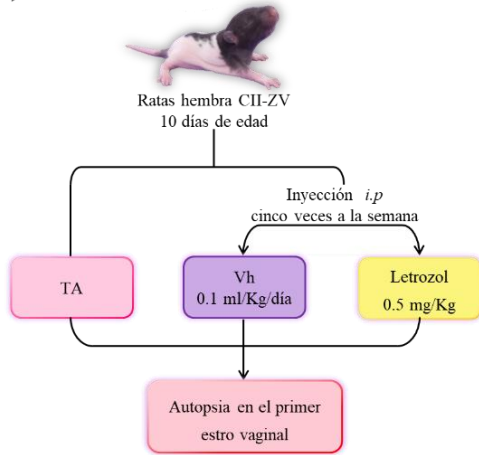 Ratas hembra CII-ZV
10 días de edad
Inyección i.p
cinco veces a la semana
TA
Vh
0.1 ml/Kg/día
Letrozol
0.5 mg/Kg
Autopsia en el primer
estro vaginal